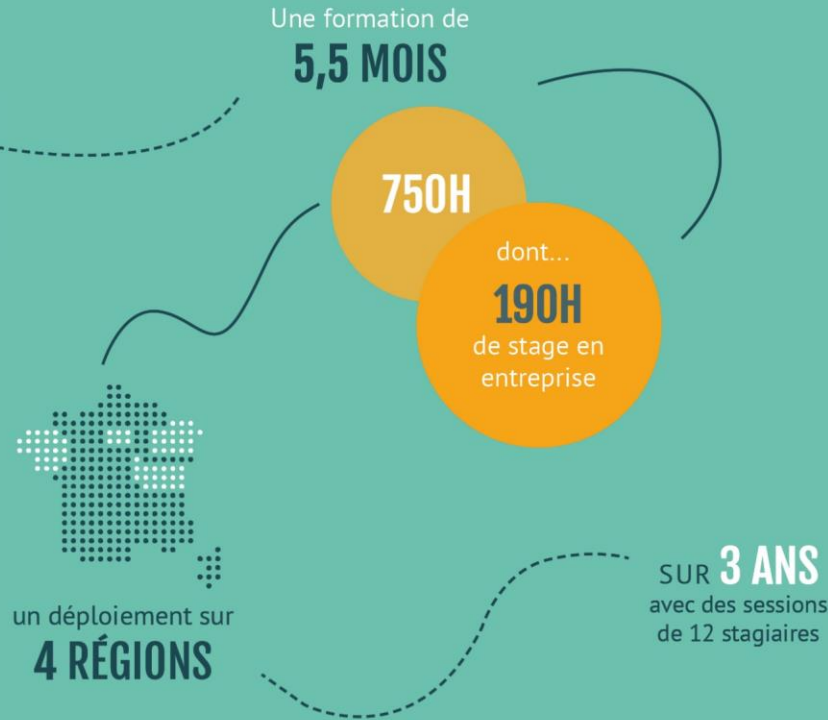 Une formation de
5,5 MOIS
750H
dont...
190H
de stage en
entreprise
un déploiement sur
4 RÉGIONS
SUR 3 ANS
avec des sessions
de 12 stagiaires